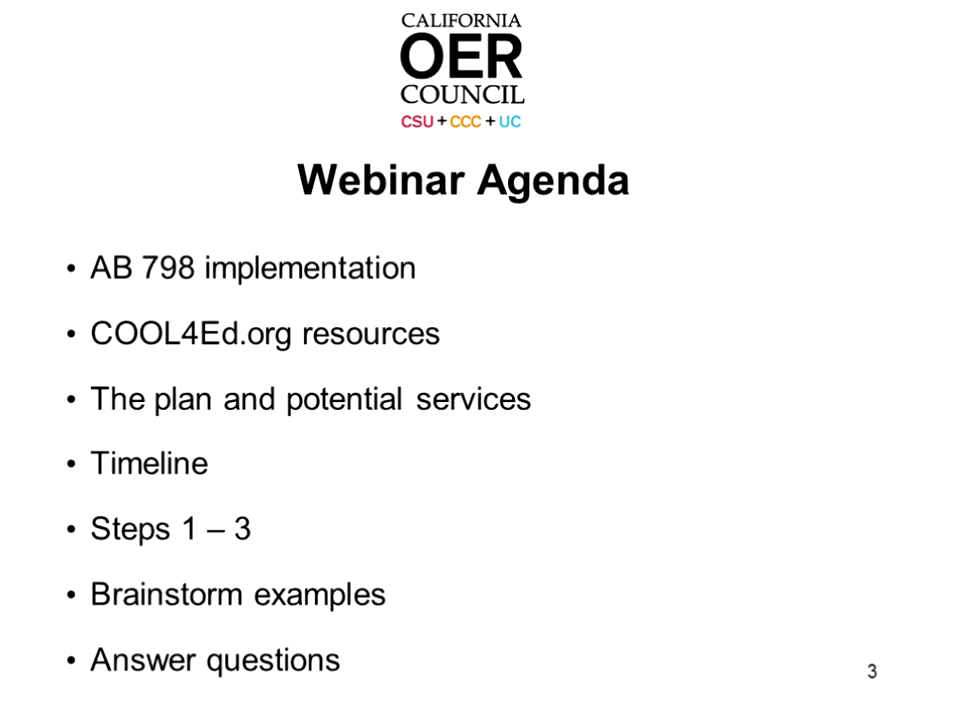 CALIFORNIA
OER
COUNCIL
CSU + CCC + UC
Webinar Agenda
• AB 798 implementation
• COOL4Ed.org resources
• The plan and potential services
• Timeline
• Steps 1 – 3
• Brainstorm examples
• Answer questions
3